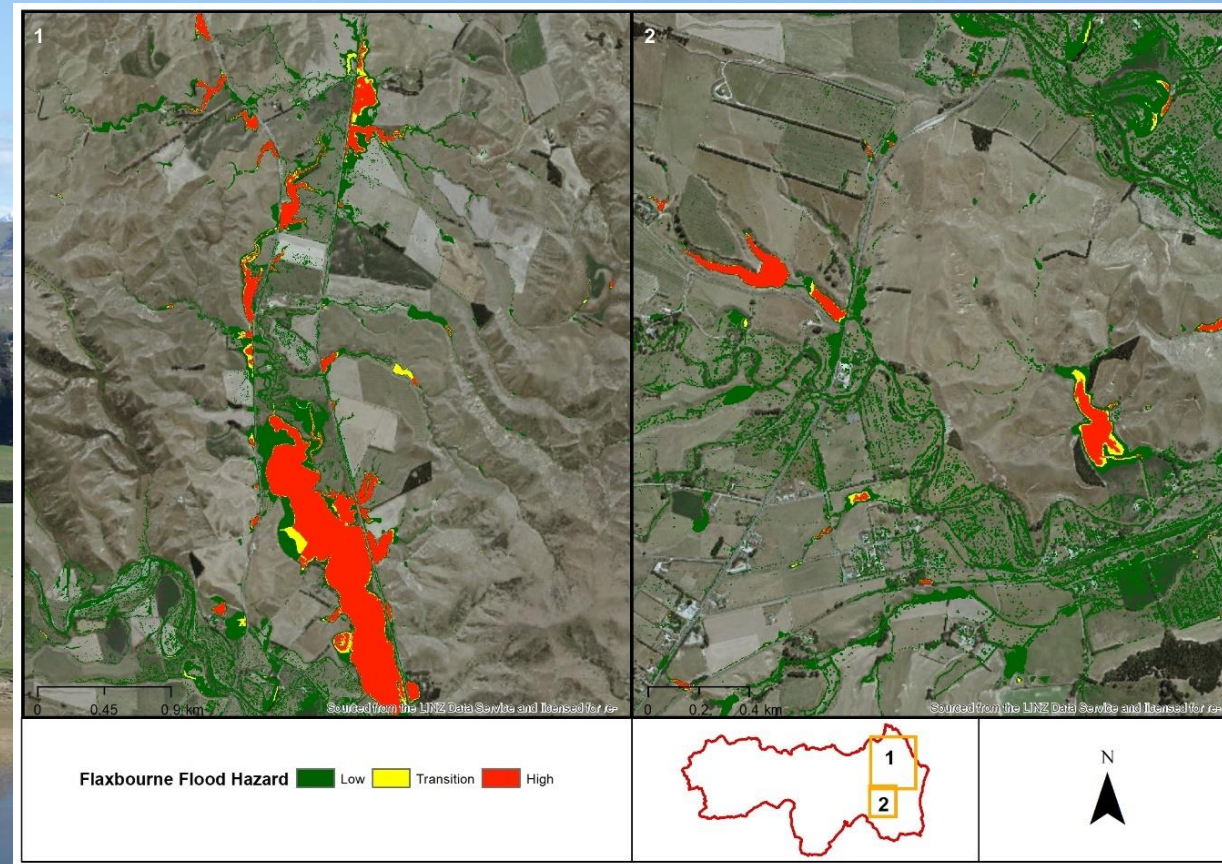 1
2
0 0.45 0.9 km
Sourced from the LINZ Data Service and licensed for re-
0 0.2 0.4 km
Sourced from the LINZ Data Service and licensed for re-
Flaxbourne Flood Hazard Low Transition High
1
2
N